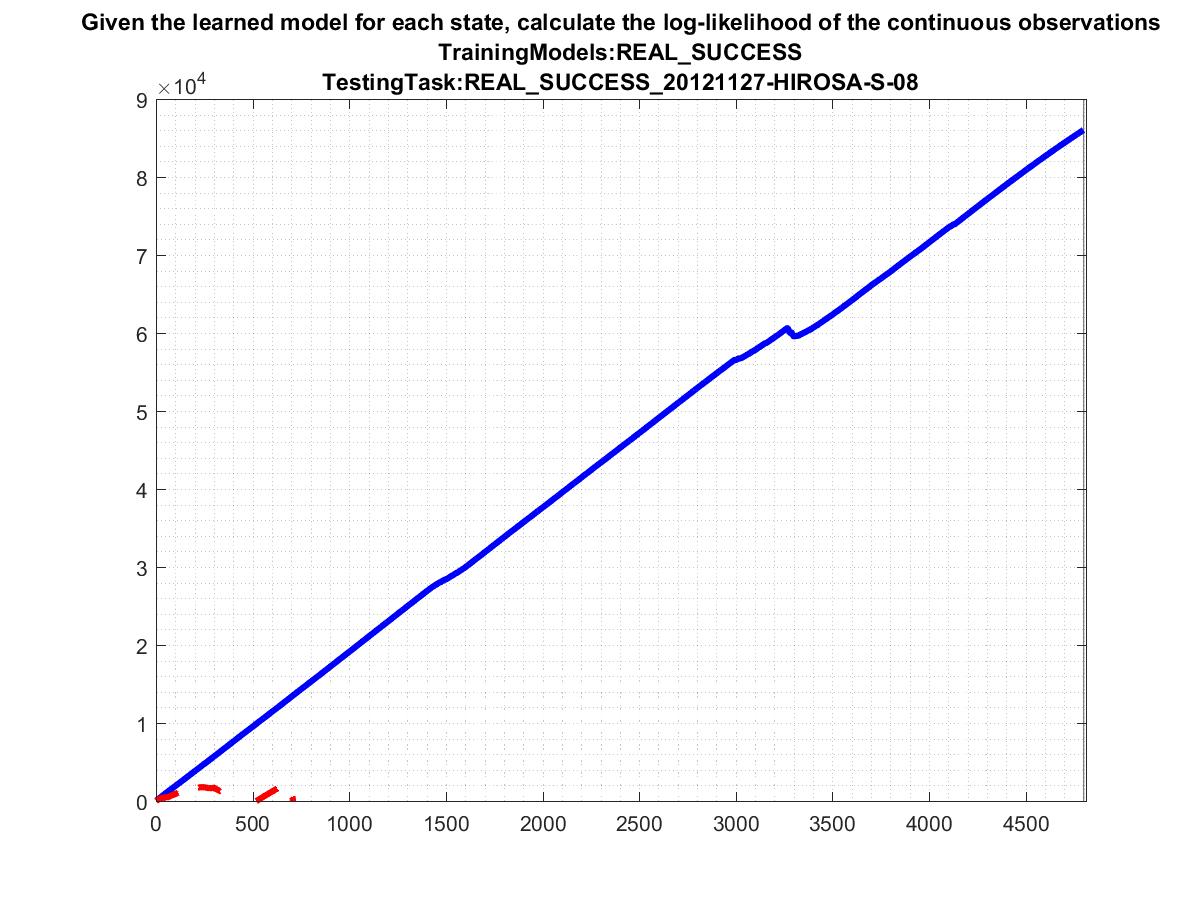 Given the learned model for each state, calculate the log-likelihood of the continuous observations
TrainingModels:REAL_SUCCESS
TestingTask:REAL_SUCCESS_20121127-HIROSA-S-08
×10⁴
9
8
7
6
5
4
3
2
1
0
0 500 1000 1500 2000 2500 3000 3500 4000 4500